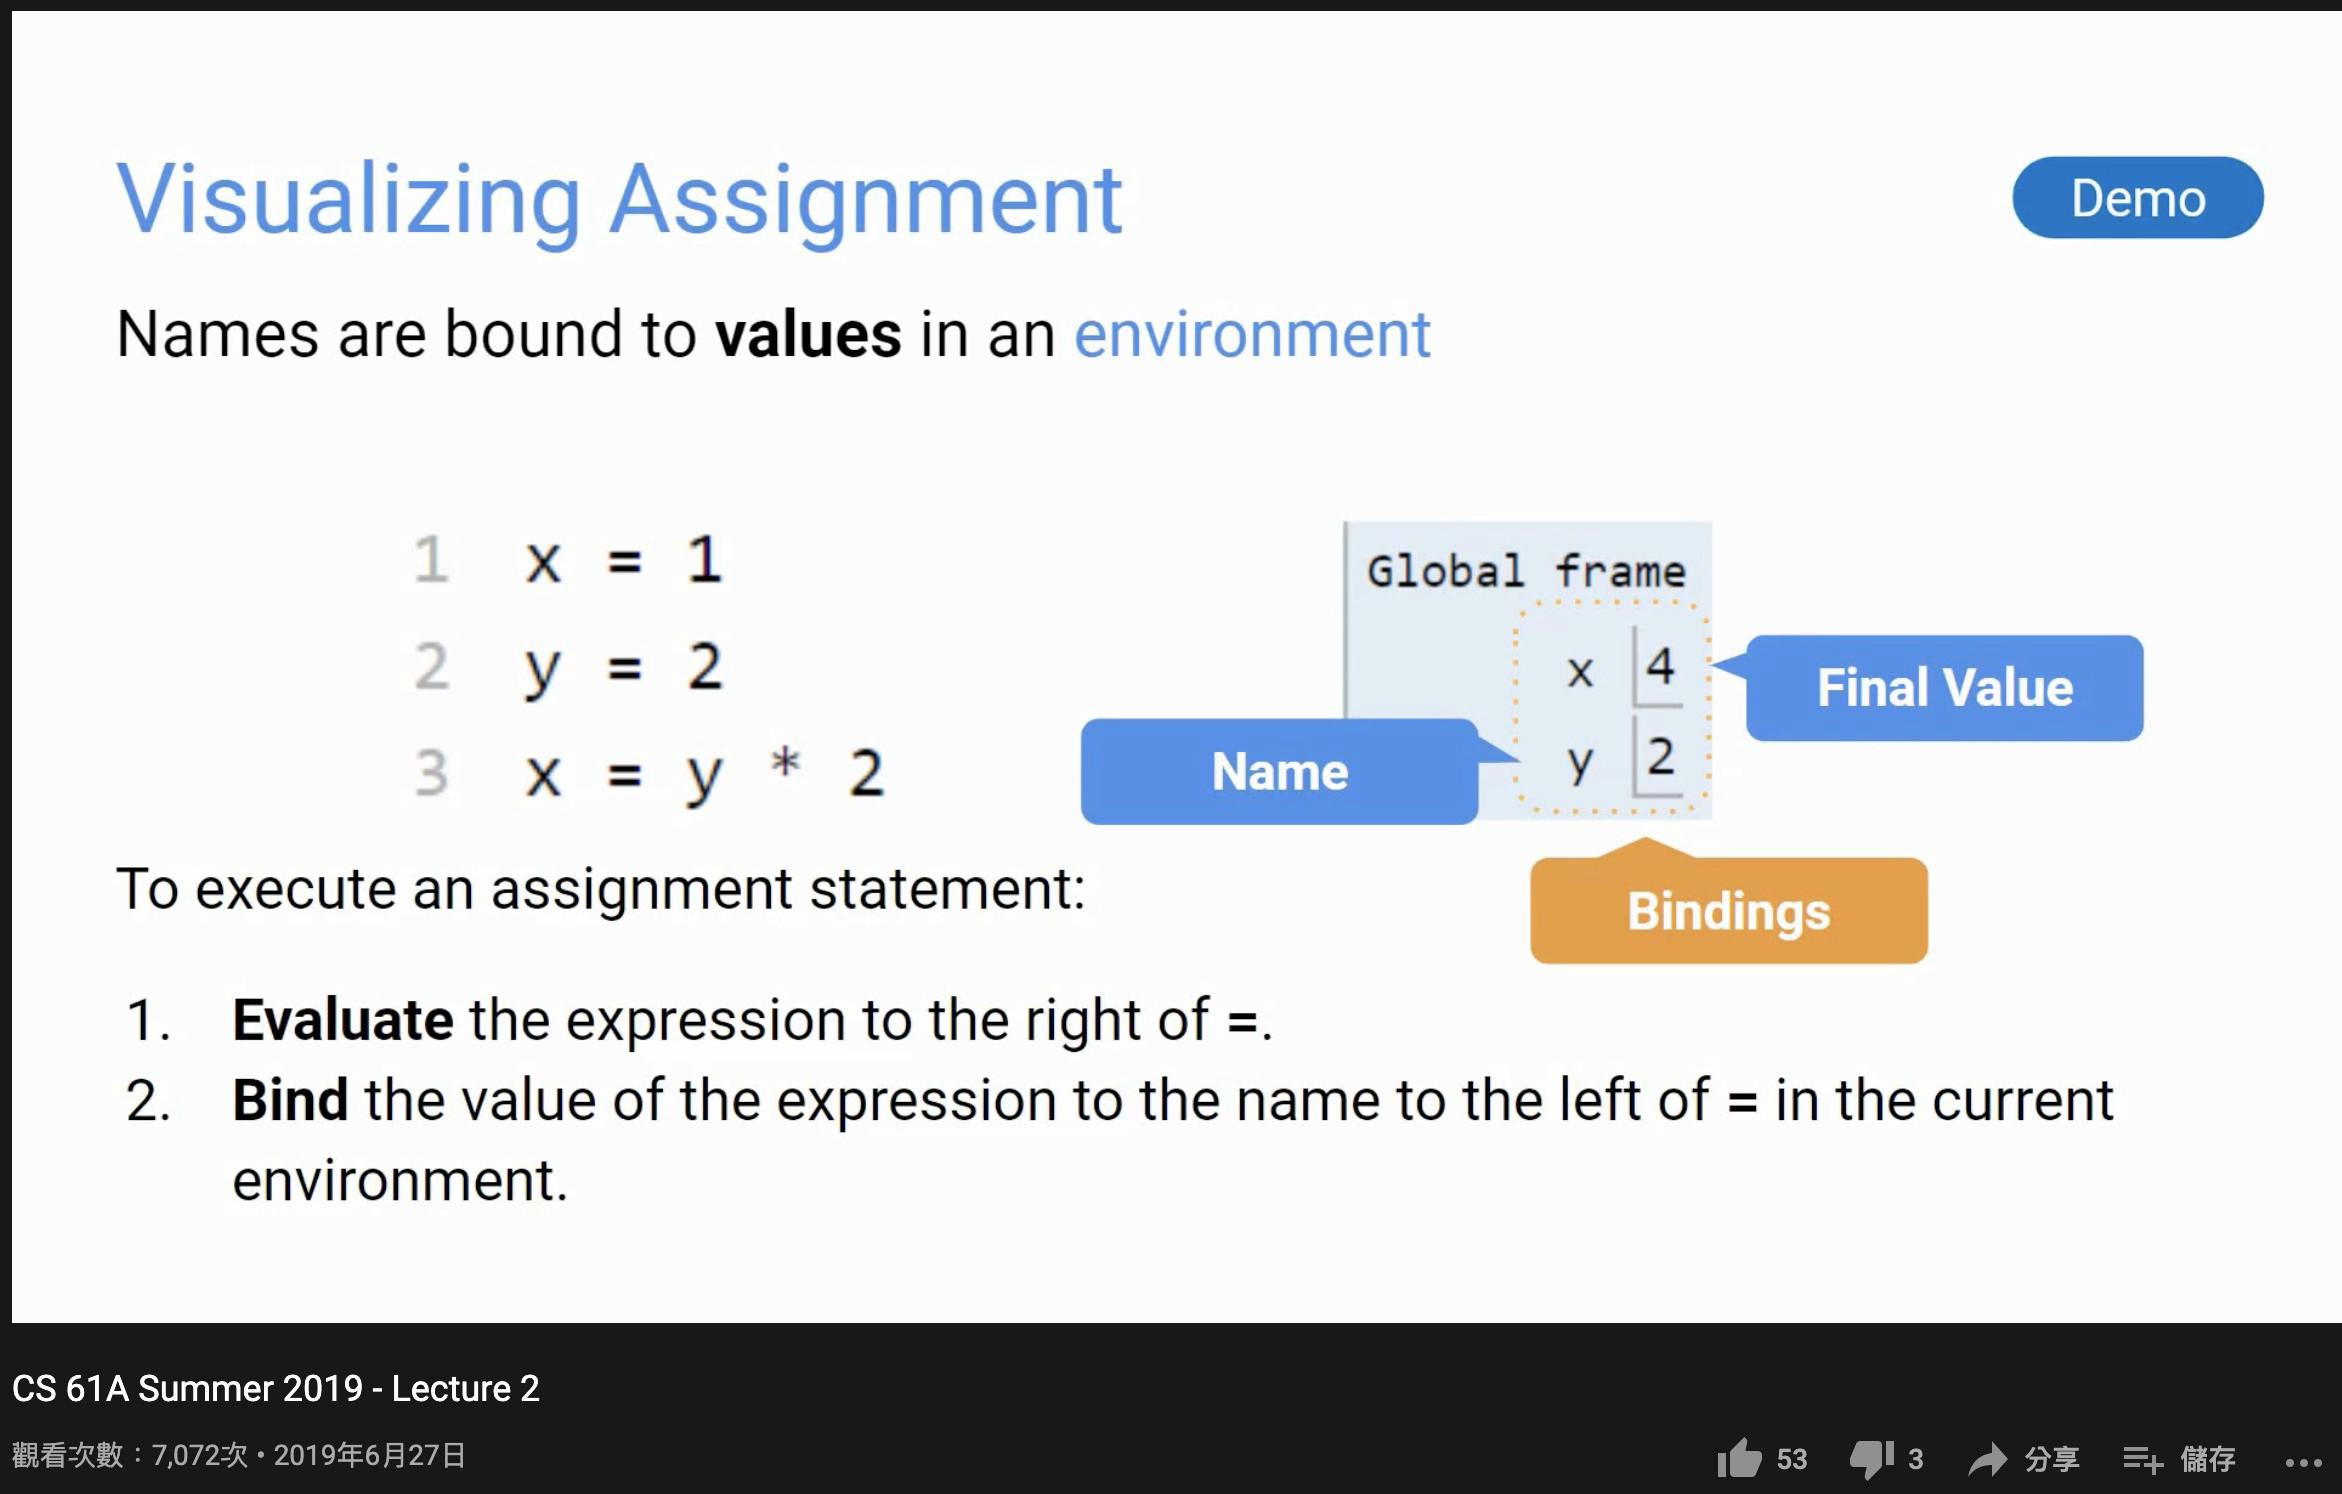 Visualizing Assignment
Demo
Names are bound to values in an environment
1 x = 1
2 y = 2
3 x = y * 2
Global frame
x 4
y 2
Final Value
Name
Bindings
To execute an assignment statement:
1. Evaluate the expression to the right of =.
2. Bind the value of the expression to the name to the left of = in the current
environment.
CS 61A Summer 2019 - Lecture 2
觀看次數：7,072次 • 2019年6月27日
53
3
分享
儲存